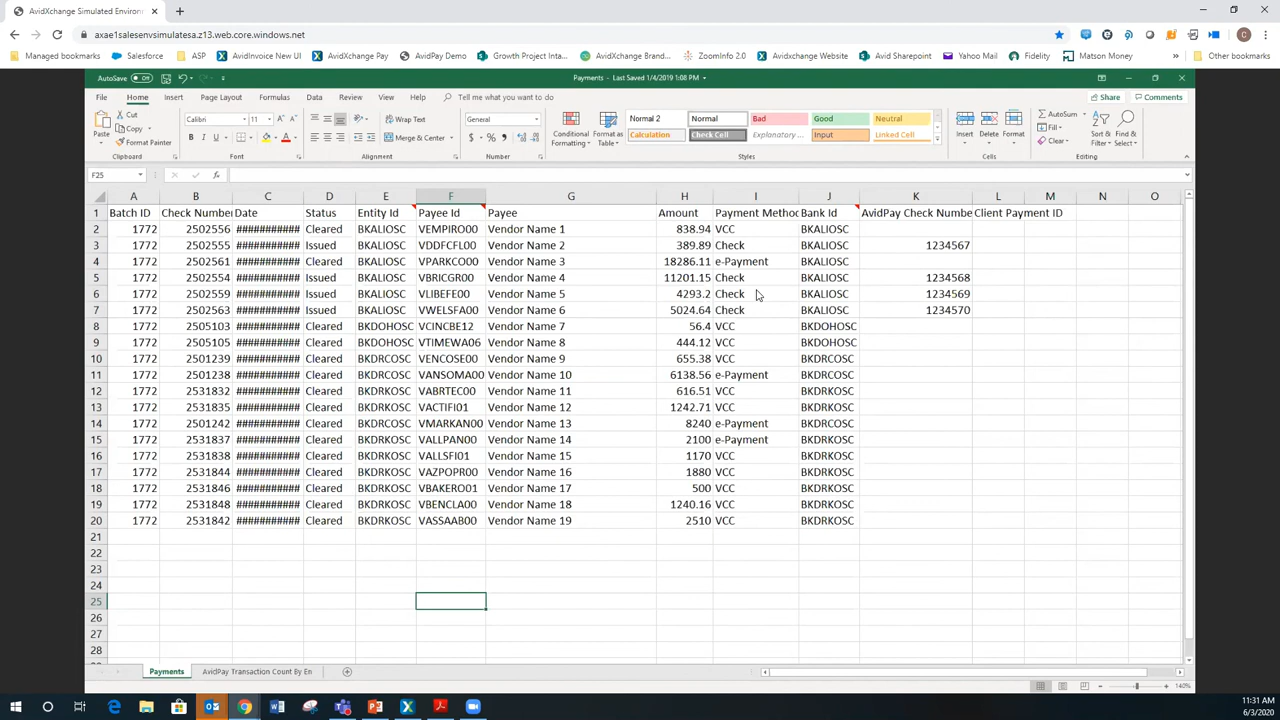 AvidXchange Simulated Environ
axae1salesenvsimulatesa.z13.web.core.windows.net
Managed bookmarks Salesforce ASP AvidInvoice New UI AvidXchange Pay AvidPay Demo Growth Project Inta... AvidXchange Bran... ZoomInfo 2.0 Avidxchange Website Avid Sharepoint Yahoo Mail Fidelity Matson Money Other bookmarks
AutoSave Off Payments - Last Saved 1/4/2019 1:08 PM
File Home Insert Page Layout Formulas Data Review View Help Tell me what you want to do Share Comments
Paste Cut Copy Format Painter Calibri 11 Wrap Text Merge & Center General Conditional Formatting Format as Table Normal 2 Normal Bad Good Neutral Calculation Check Cell Explanatory ... Input Linked Cell Insert Delete Format AutoSum Fill Clear Sort & Filter Find & Select
Clipboard Font Alignment Number Styles Cells Editing
F25
A B C D E F G H I J K L M N O
1 Batch ID Check Number Date Status Entity Id Payee Id Payee Amount Payment Method Bank Id AvidPay Check Numbe Client Payment ID
2 1772 2502556 ########### Cleared BKALIOSC VEMPIRO00 Vendor Name 1 838.94 VCC BKALIOSC
3 1772 2502555 ########### Issued BKALIOSC VDDFCFL00 Vendor Name 2 389.89 Check BKALIOSC 1234567
4 1772 2502561 ########### Cleared BKALIOSC VPARKCO00 Vendor Name 3 18286.11 e-Payment BKALIOSC
5 1772 2502554 ########### Issued BKALIOSC VBRICGR00 Vendor Name 4 11201.15 Check BKALIOSC 1234568
6 1772 2502559 ########### Issued BKALIOSC VLIBEFE00 Vendor Name 5 4293.2 Check BKALIOSC 1234569
7 1772 2502563 ########### Issued BKALIOSC VWELSFA00 Vendor Name 6 5024.64 Check BKALIOSC 1234570
8 1772 2505103 ########### Cleared BKDOHOSC VCINCBE12 Vendor Name 7 56.4 VCC BKDOHOSC
9 1772 2505105 ########### Cleared BKDOHOSC VTIMEWA06 Vendor Name 8 444.12 VCC BKDOHOSC
10 1772 2501239 ########### Cleared BKDRCOSC VENCOSE00 Vendor Name 9 655.38 VCC BKDRCOSC
11 1772 2501238 ########### Cleared BKDRCOSC VANSOMA00 Vendor Name 10 6138.56 e-Payment BKDRCOSC
12 1772 2531832 ########### Cleared BKDRKOSC VABRTEC00 Vendor Name 11 616.51 VCC BKDRKOSC
13 1772 2531835 ########### Cleared BKDRKOSC VACTIFI01 Vendor Name 12 1242.71 VCC BKDRKOSC
14 1772 2501242 ########### Cleared BKDRCOSC VMARKAN00 Vendor Name 13 8240 e-Payment BKDRCOSC
15 1772 2531837 ########### Cleared BKDRKOSC VALLPAN00 Vendor Name 14 2100 e-Payment BKDRKOSC
16 1772 2531838 ########### Cleared BKDRKOSC VALLSFI01 Vendor Name 15 1170 VCC BKDRKOSC
17 1772 2531844 ########### Cleared BKDRKOSC VAZPOPR00 Vendor Name 16 1880 VCC BKDRKOSC
18 1772 2531846 ########### Cleared BKDRKOSC VBAKERO01 Vendor Name 17 500 VCC BKDRKOSC
19 1772 2531848 ########### Cleared BKDRKOSC VBENCLA00 Vendor Name 18 1240.16 VCC BKDRKOSC
20 1772 2531842 ########### Cleared BKDRKOSC VASSAAB00 Vendor Name 19 2510 VCC BKDRKOSC
21
22
23
24
25
26
27
28
Payments AvidPay Transaction Count By En
140%
11:31 AM
6/3/2020